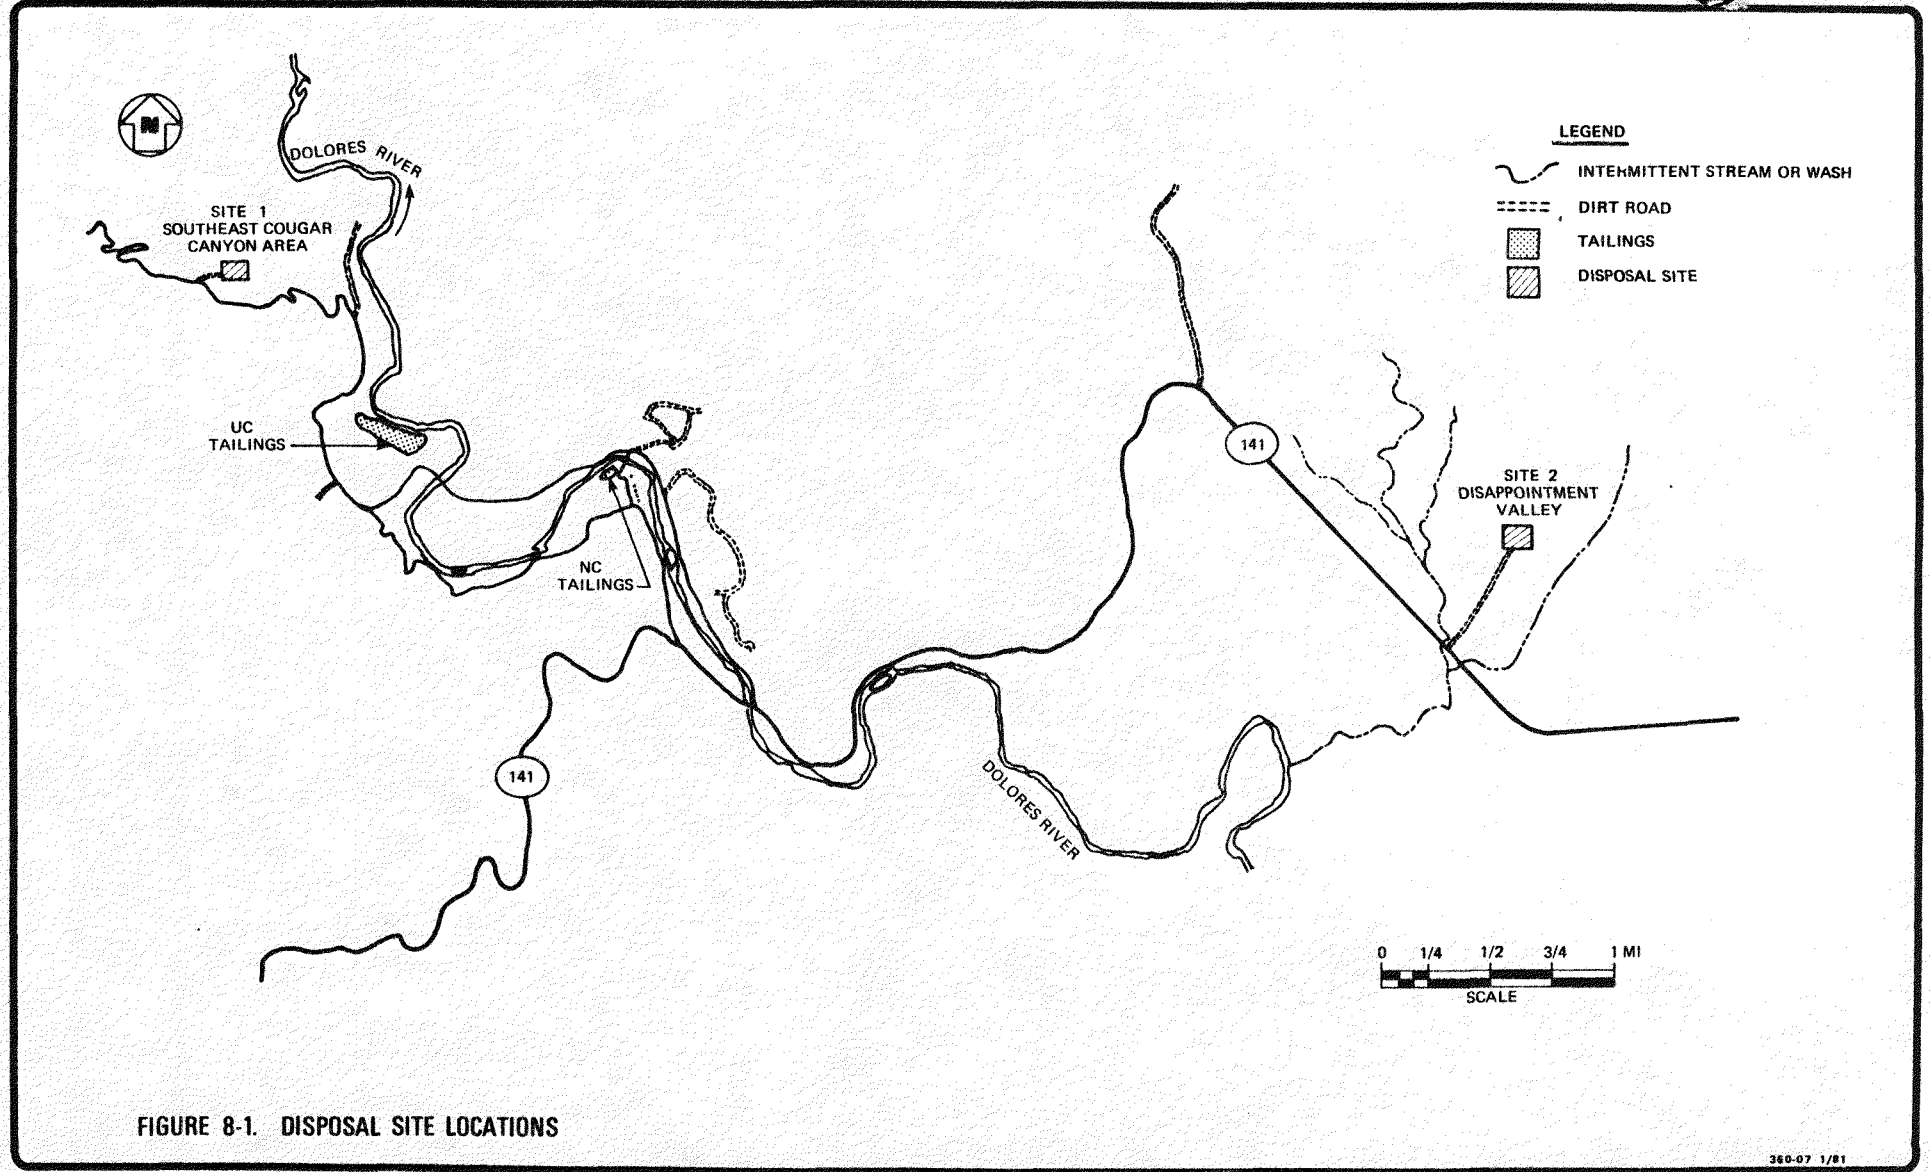 N
DOLORES RIVER
SITE 1
SOUTHEAST COUGAR
CANYON AREA
UC
TAILINGS
NC
TAILINGS
141
DOLORES RIVER
141
SITE 2
DISAPPOINTMENT
VALLEY
LEGEND
INTERMITTENT STREAM OR WASH
DIRT ROAD
TAILINGS
DISPOSAL SITE
0 1/4 1/2 3/4 1 MI
SCALE
FIGURE 8-1. DISPOSAL SITE LOCATIONS
360-07 1/81